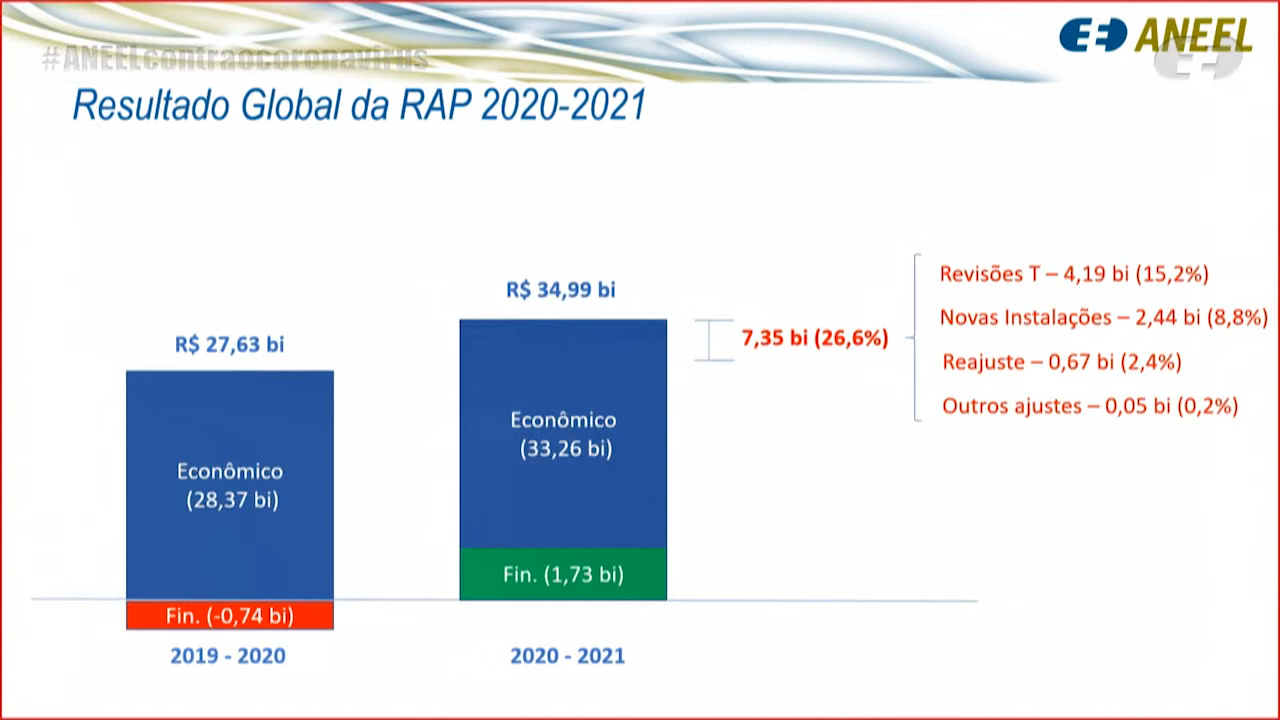 #ANEELcontraocoronavirus
ANEEL
Resultado Global da RAP 2020-2021
R$ 27,63 bi
Econômico
(28,37 bi)
Fin. (-0,74 bi)
2019 - 2020
R$ 34,99 bi
Econômico
(33,26 bi)
Fin. (1,73 bi)
2020 - 2021
7,35 bi (26,6%)
Revisões T – 4,19 bi (15,2%)
Novas Instalações – 2,44 bi (8,8%)
Reajuste – 0,67 bi (2,4%)
Outros ajustes – 0,05 bi (0,2%)